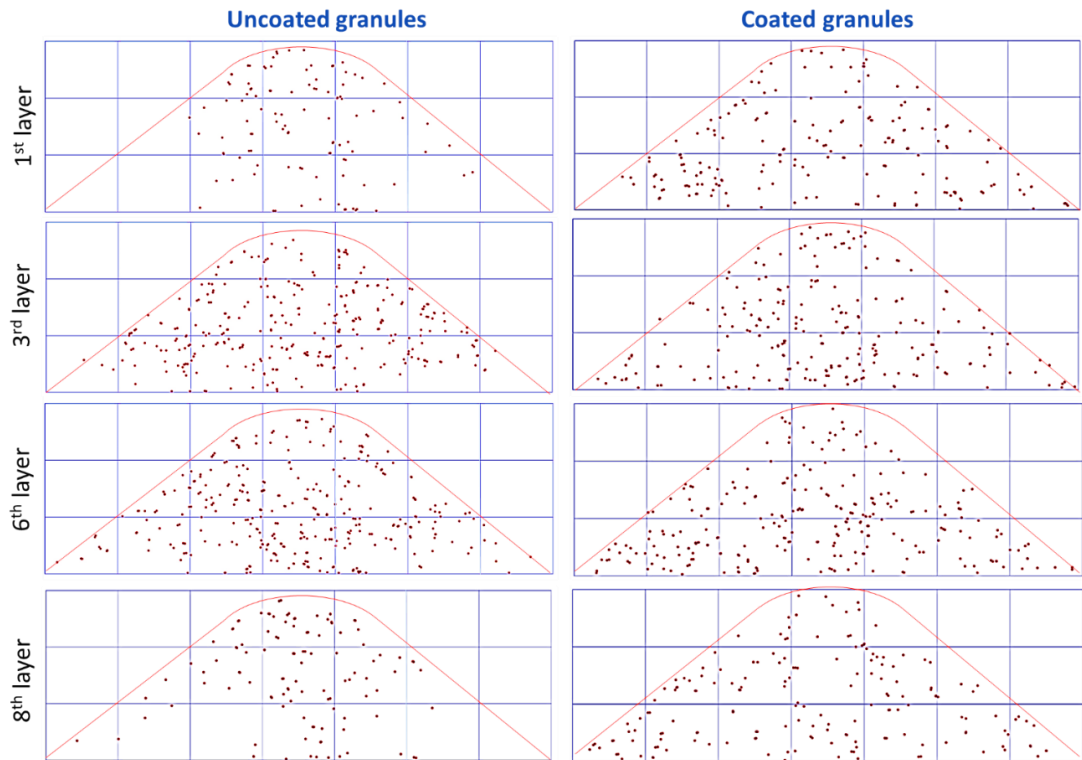 Uncoated granules
Coated granules
1st layer
3rd layer
6th layer
8th layer